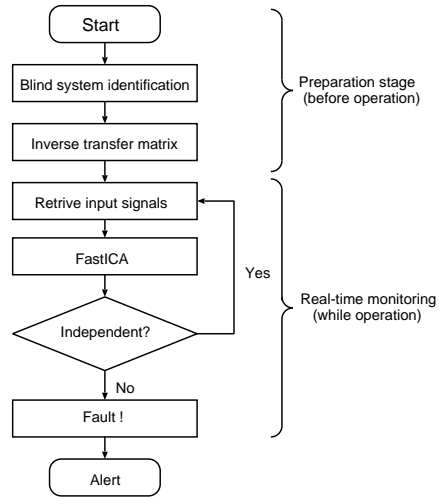 Start
Blind system identification
Preparation stage
(before operation)
Inverse transfer matrix
Retrive input signals
FastICA
Yes
Real-time monitoring
(while operation)
Independent?
No
Fault !
Alert